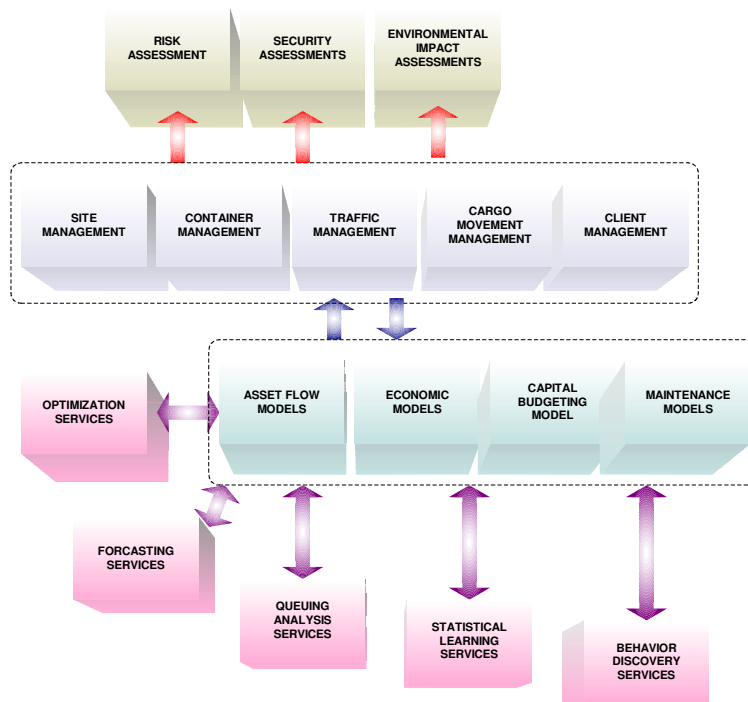 RISK
ASSESSMENT
SECURITY
ASSESSMENTS
ENVIRONMENTAL
IMPACT
ASSESSMENTS
SITE
MANAGEMENT
CONTAINER
MANAGEMENT
TRAFFIC
MANAGEMENT
CARGO
MOVEMENT
MANAGEMENT
CLIENT
MANAGEMENT
ASSET FLOW
MODELS
ECONOMIC
MODELS
CAPITAL
BUDGETING
MODEL
MAINTENANCE
MODELS
OPTIMIZATION
SERVICES
FORCASTING
SERVICES
QUEUING
ANALYSIS
SERVICES
STATISTICAL
LEARNING
SERVICES
BEHAVIOR
DISCOVERY
SERVICES